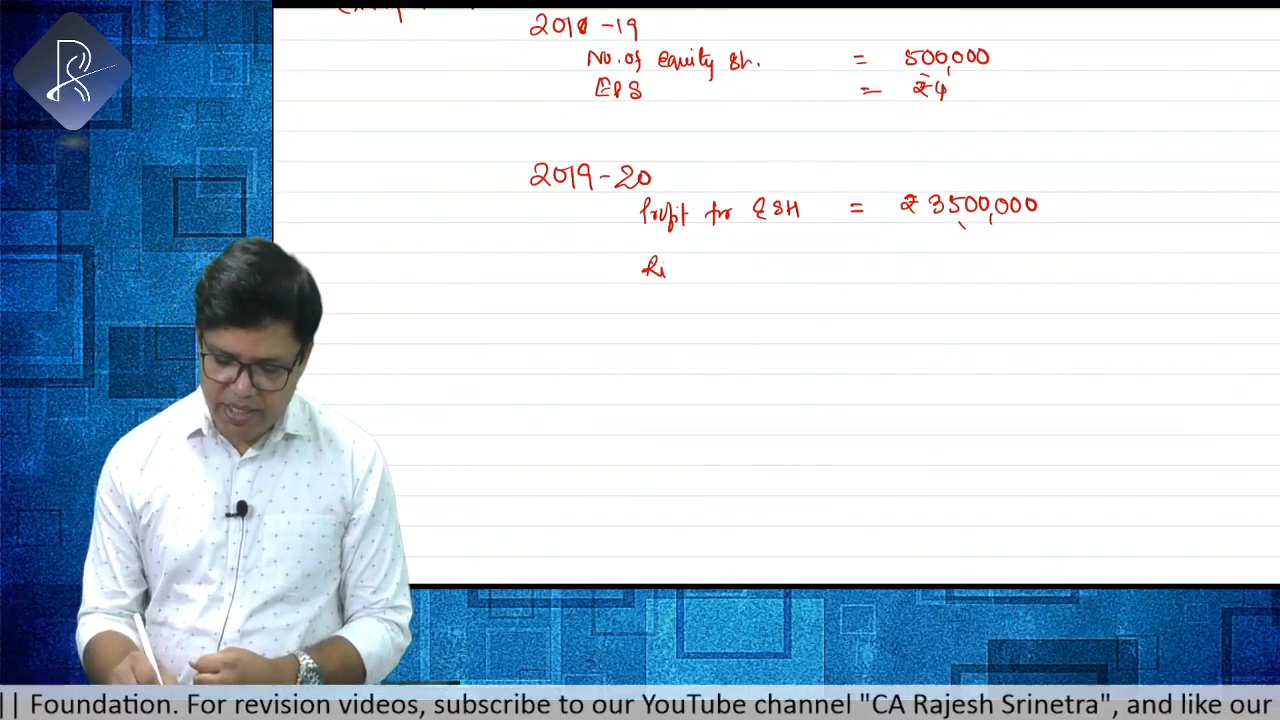 2018-19
No. of equity sh. = 500,000
EPS = ₹4
2019-20
Profit for ESH = ₹3500,000
Ri
|| Foundation. For revision videos, subscribe to our YouTube channel "CA Rajesh Srinetra", and like our